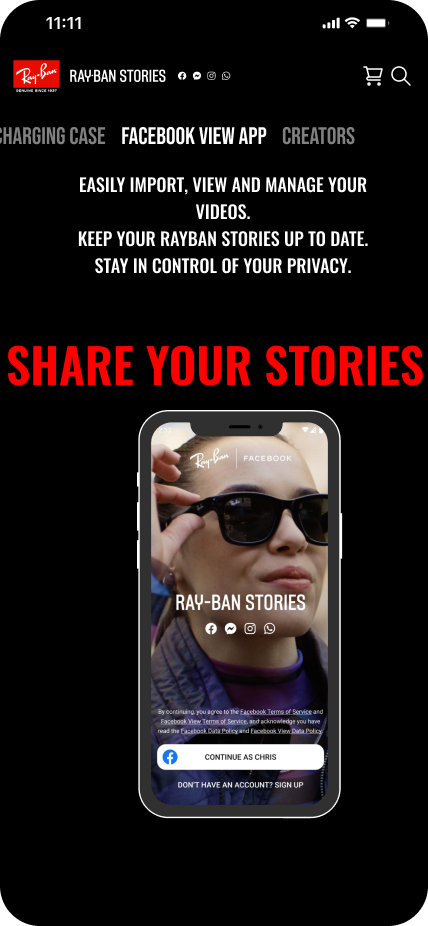 11:11
Ray-Ban
GENUINE SINCE 1937
RAY-BAN STORIES
CHARGING CASE FACEBOOK VIEW APP CREATORS
EASILY IMPORT, VIEW AND MANAGE YOUR
VIDEOS.
KEEP YOUR RAYBAN STORIES UP TO DATE.
STAY IN CONTROL OF YOUR PRIVACY.
SHARE YOUR STORIES
Ray-Ban FACEBOOK
RAY-BAN STORIES
By continuing, you agree to the Facebook Terms of Service and
Facebook View Terms of Service, and acknowledge you have
read the Facebook Data Policy and Facebook View Data Policy.
CONTINUE AS CHRIS
DON'T HAVE AN ACCOUNT? SIGN UP